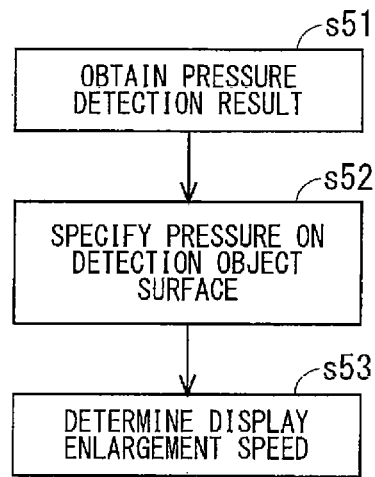 s51
OBTAIN PRESSURE
DETECTION RESULT
s52
SPECIFY PRESSURE ON
DETECTION OBJECT
SURFACE
s53
DETERMINE DISPLAY
ENLARGEMENT SPEED